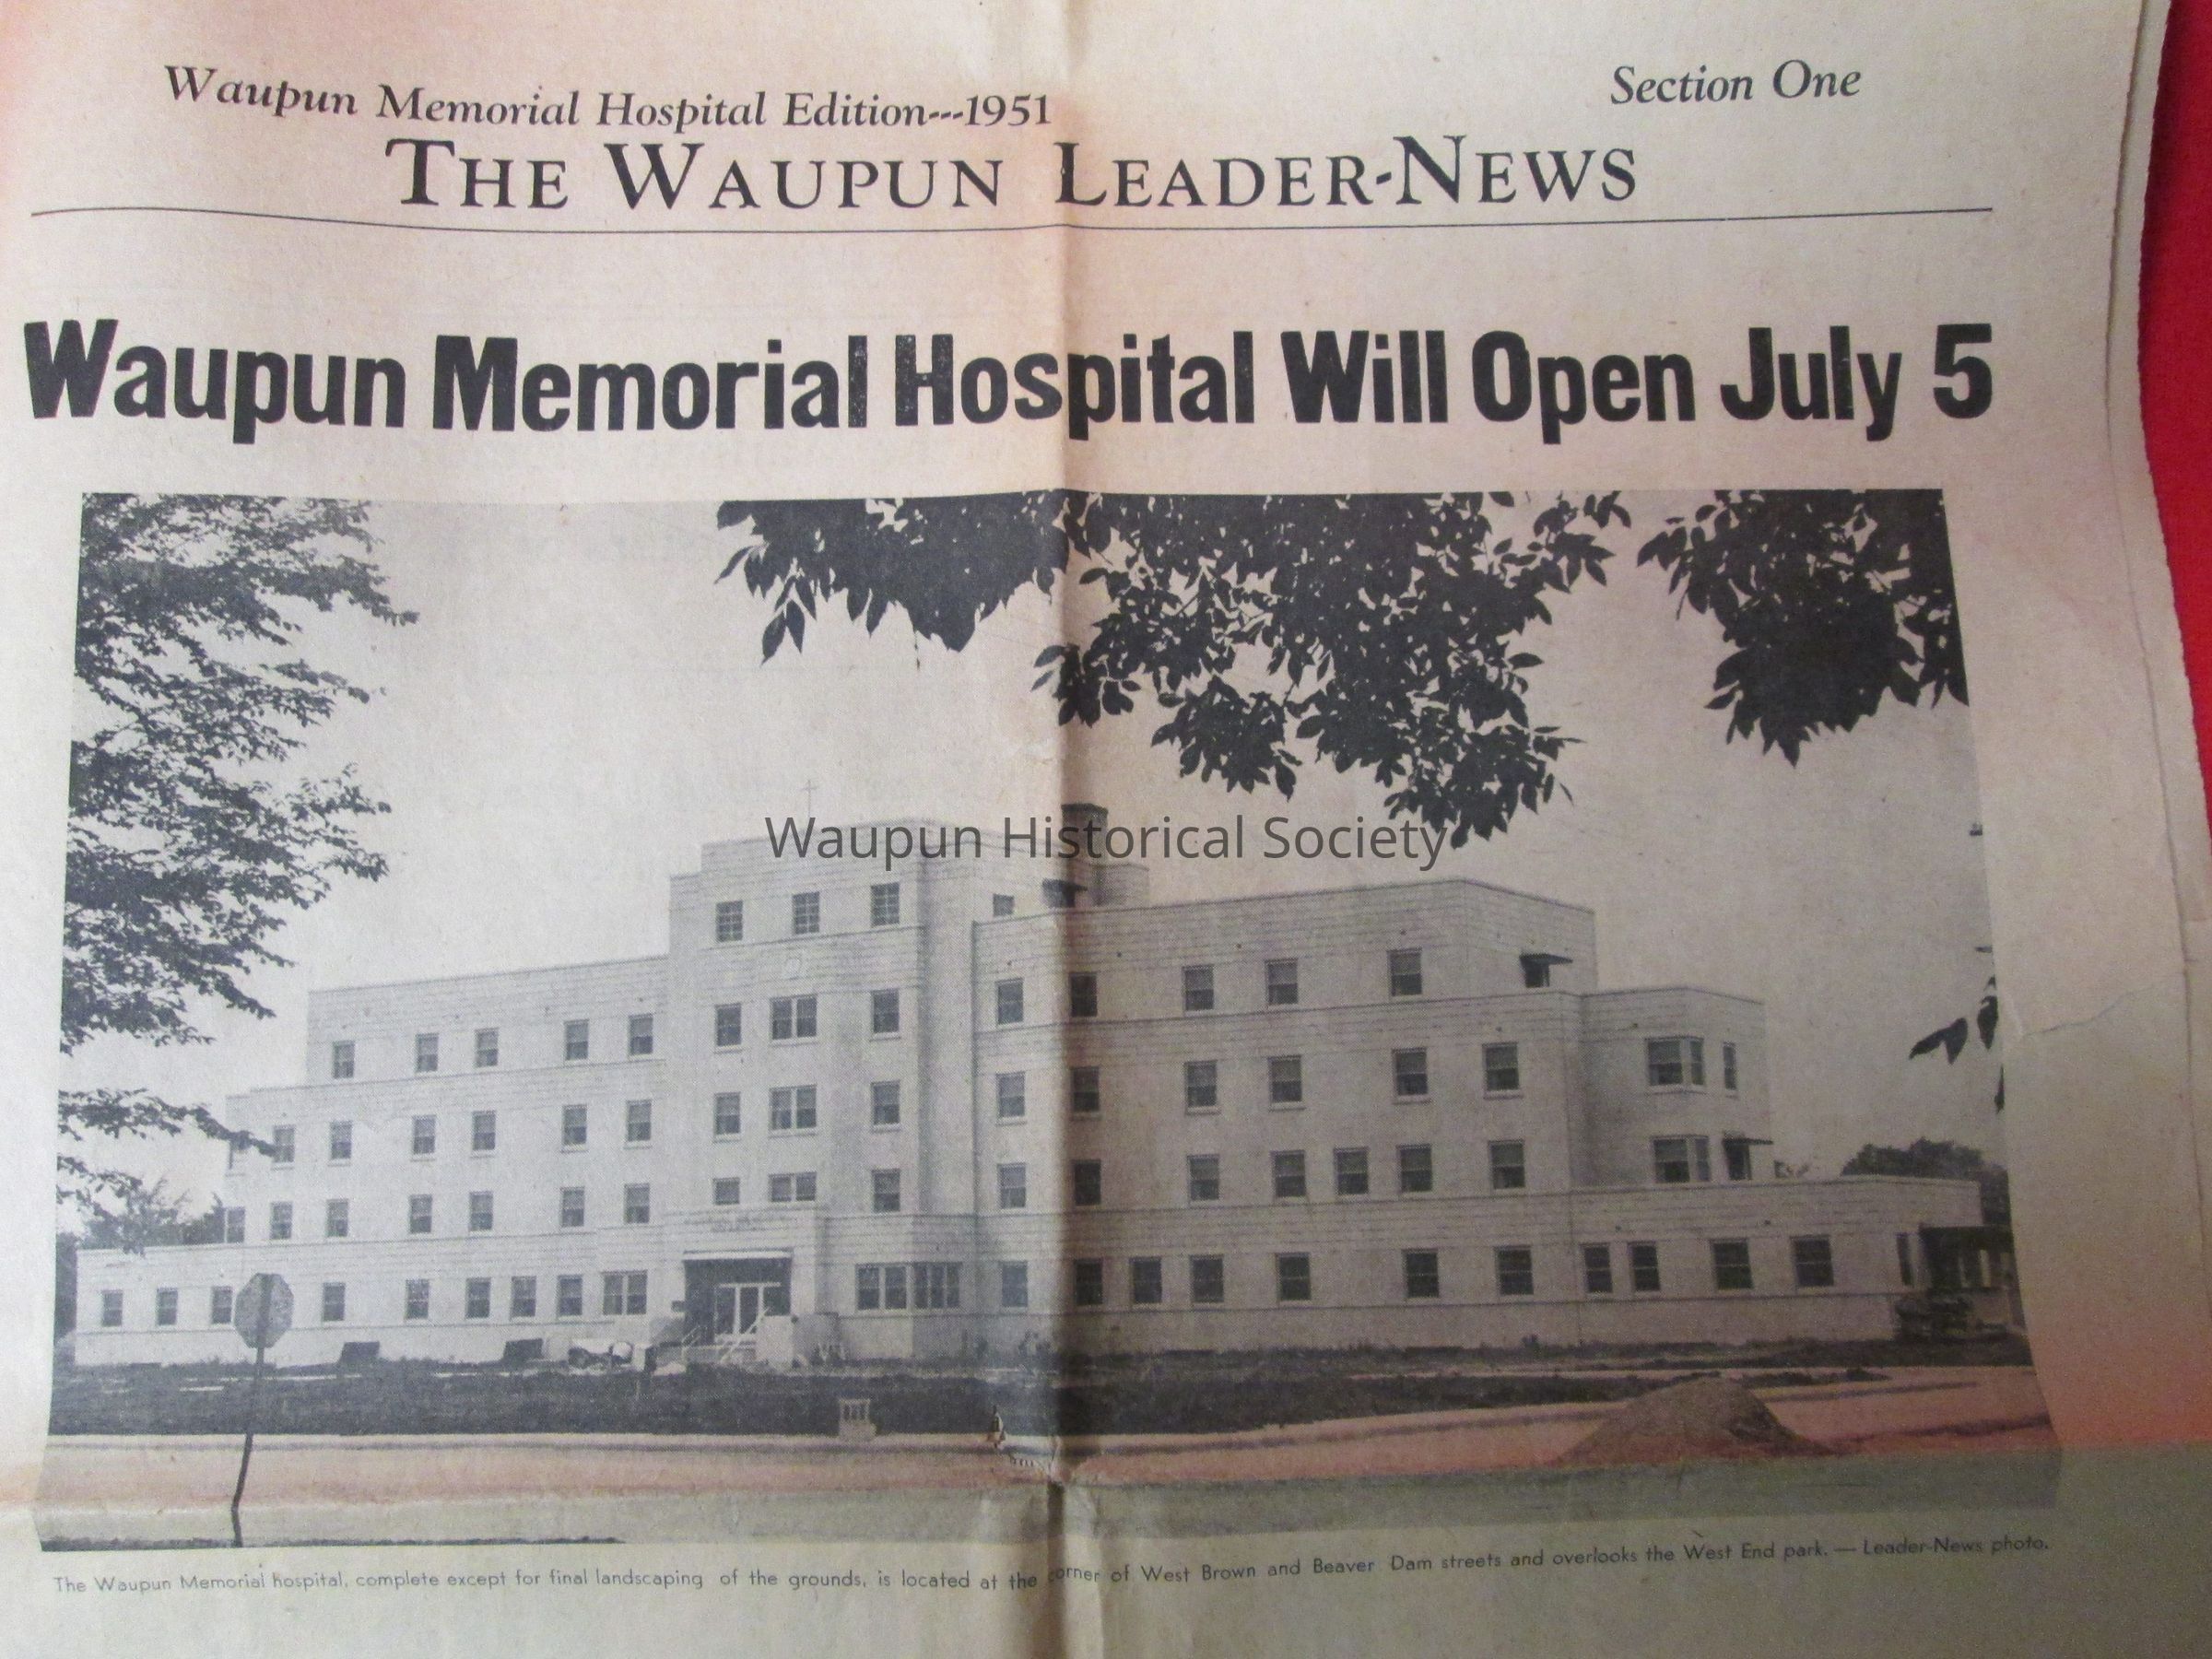 Waupun Memorial Hospital Edition---1951
Section One
THE WAUPUN LEADER-NEWS
Waupun Memorial Hospital Will Open July 5
Waupun Historical Society
The Waupun Memorial hospital, complete except for final landscaping of the grounds, is located at the corner of West Brown and Beaver Dam streets and overlooks the West End park. — Leader-News photo.